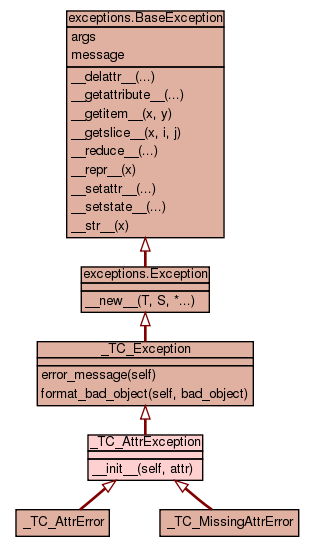 exceptions.BaseException
args
message
__delattr__(...)
__getattribute__(...)
__getitem__(x, y)
__getslice__(x, i, j)
__reduce__(...)
__repr__(x)
__setattr__(...)
__setstate__(...)
__str__(x)
exceptions.Exception
__new__(T, S, *...)
_TC_Exception
error_message(self)
format_bad_object(self, bad_object)
_TC_AttrException
__init__(self, attr)
_TC_AttrError
_TC_MissingAttrError